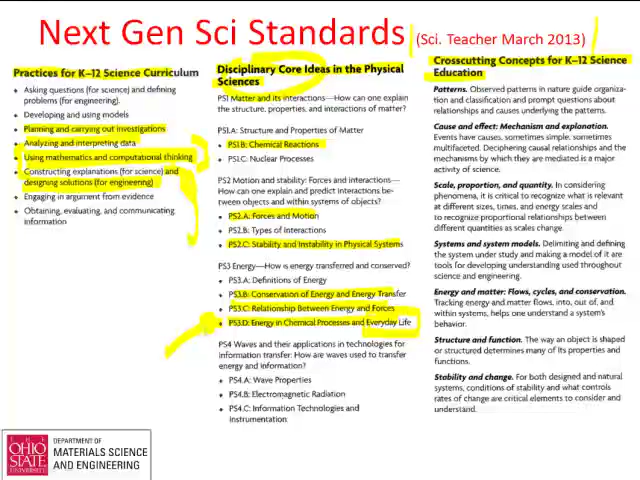 Next Gen Sci Standards (Sci. Teacher March 2013)
Practices for K–12 Science Curriculum
• Asking questions (for science) and defining
problems (for engineering).
• Developing and using models
• Planning and carrying out investigations
• Analyzing and interpreting data
• Using mathematics and computational thinking
• Constructing explanations (for science) and
designing solutions (for engineering)
• Engaging in argument from evidence
• Obtaining, evaluating, and communicating
information
Disciplinary Core Ideas in the Physical
Sciences
PS1 Matter and its interactions—How can one explain
the structure, properties, and interactions of matter?
PS1.A: Structure and Properties of Matter
• PS1.B: Chemical Reactions
• PS1.C: Nuclear Processes
PS2 Motion and stability: Forces and interactions—
How can one explain and predict interactions be-
tween objects and within systems of objects?
• PS2.A: Forces and Motion
• PS2.B: Types of Interactions
• PS2.C: Stability and Instability in Physical Systems
PS3 Energy—How is energy transferred and conserved?
• PS3.A: Definitions of Energy
• PS3.B: Conservation of Energy and Energy Transfer
• PS3.C: Relationship Between Energy and Forces
• PS3.D: Energy in Chemical Processes and Everyday Life
PS4 Waves and their applications in technologies for
information transfer: How are waves used to transfer
energy and information?
• PS4.A: Wave Properties
• PS4.B: Electromagnetic Radiation
• PS4.C: Information Technologies and
Instrumentation
Crosscutting Concepts for K–12 Science
Education
Patterns. Observed patterns in nature guide organiza-
tion and classification and prompt questions about
relationships and causes underlying the patterns.
Cause and effect: Mechanism and explanation.
Events have causes, sometimes simple, sometimes
multifaceted. Deciphering causal relationships and the
mechanisms by which they are mediated is a major
activity of science.
Scale, proportion, and quantity. In considering
phenomena, it is critical to recognize what is relevant
at different sizes, times, and energy scales and
to recognize proportional relationships between
different quantities as scales change.
Systems and system models. Delimiting and defining
the system under study and making a model of it are
tools for developing understanding used throughout
science and engineering.
Energy and matter: Flows, cycles, and conservation.
Tracking energy and matter flows, into, out of, and
within systems, helps one understand a system's
behavior.
Structure and function. The way an object is shaped
or structured determines many of its properties and
functions.
Stability and change. For both designed and natural
systems, conditions of stability and what controls
rates of change are critical elements to consider and
understand.
THE
OHIO
STATE
UNIVERSITY
DEPARTMENT OF
MATERIALS SCIENCE
AND ENGINEERING